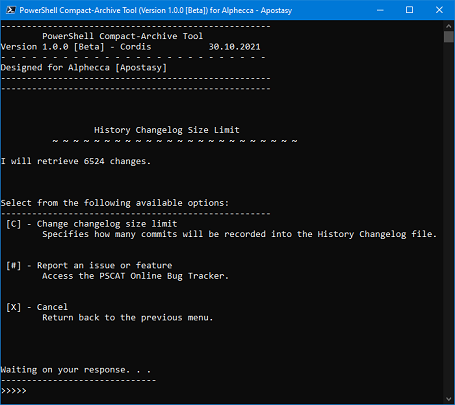 PowerShell Compact-Archive Tool (Version 1.0.0 [Beta]) for Alphecca - Apostasy
----------------------------------------------------
PowerShell Compact-Archive Tool
Version 1.0.0 [Beta] - Cordis 30.10.2021
- - - - - - - - - - - - - - - - - - - - - - - - - -
Designed for Alphecca [Apostasy]
----------------------------------------------------
----------------------------------------------------
History Changelog Size Limit
~ ~ ~ ~ ~ ~ ~ ~ ~ ~ ~ ~ ~ ~ ~ ~ ~ ~ ~ ~ ~ ~ ~ ~
I will retrieve 6524 changes.
Select from the following available options:
----------------------------------------------------
[C] - Change changelog size limit
Specifies how many commits will be recorded into the History Changelog file.
[#] - Report an issue or feature
Access the PSCAT Online Bug Tracker.
[X] - Cancel
Return back to the previous menu.
Waiting on your response. . .
------------------------------
>>>>>